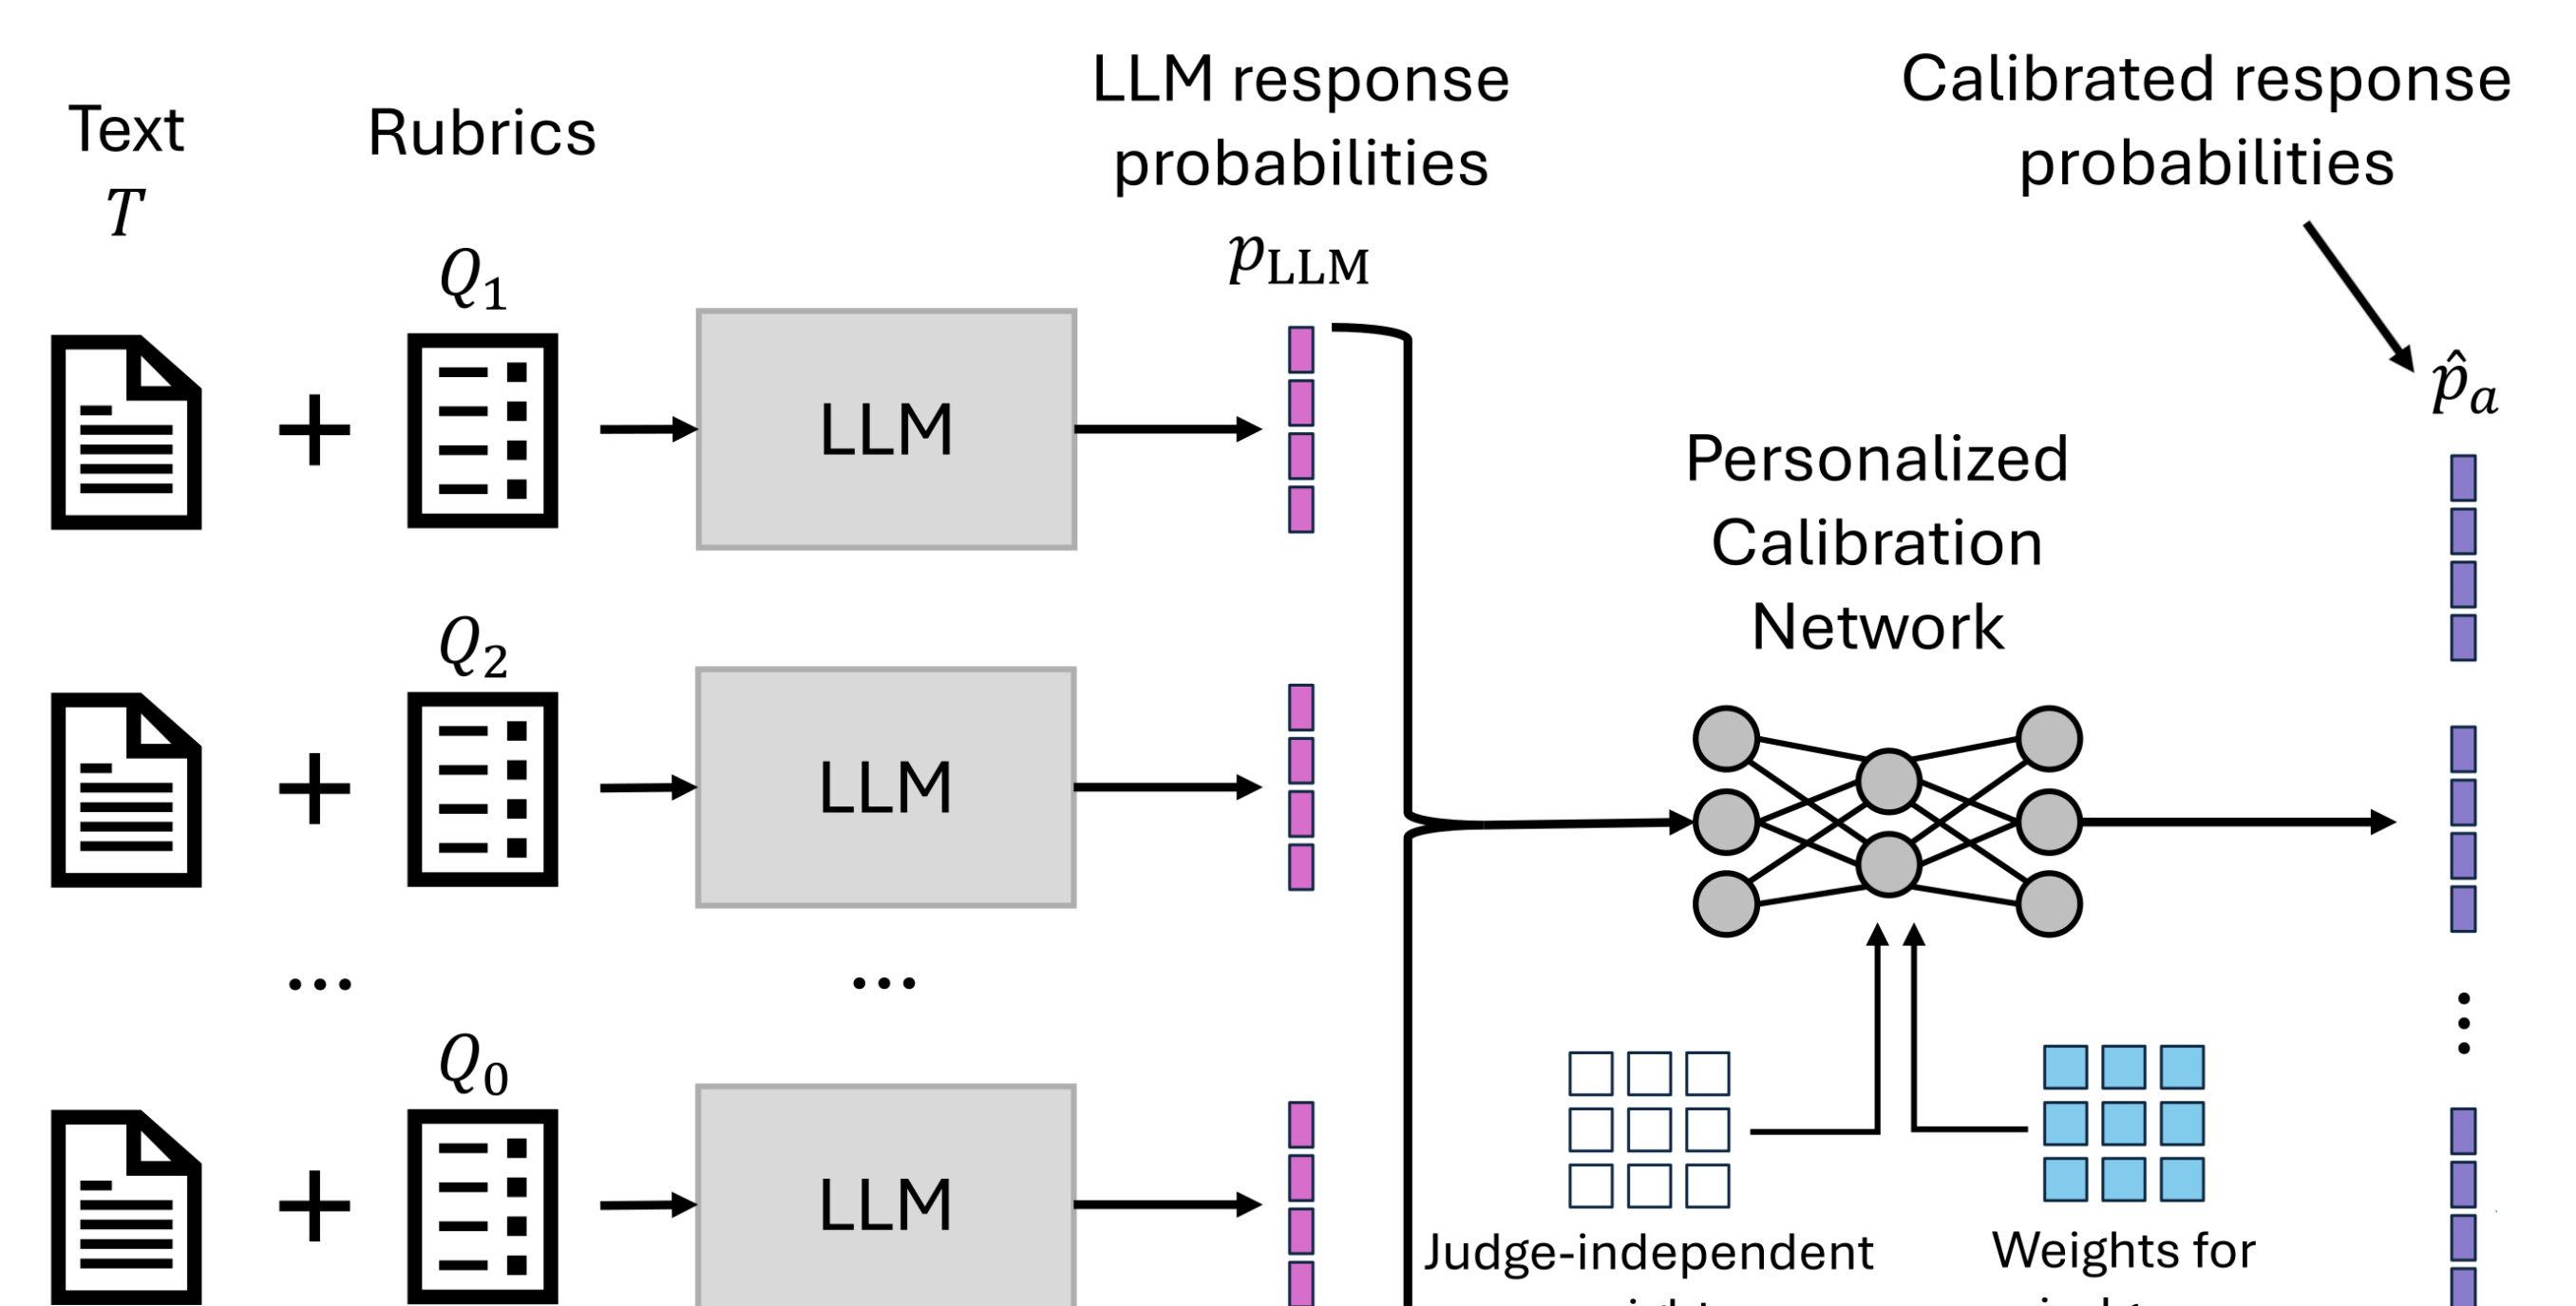 Text
T
Rubrics
LLM response
probabilities
p_LLM
Calibrated response
probabilities
p̂_a
Q_1
LLM
Personalized
Calibration
Network
Q_2
LLM
...
...
Q_0
LLM
Judge-independent
Weights for